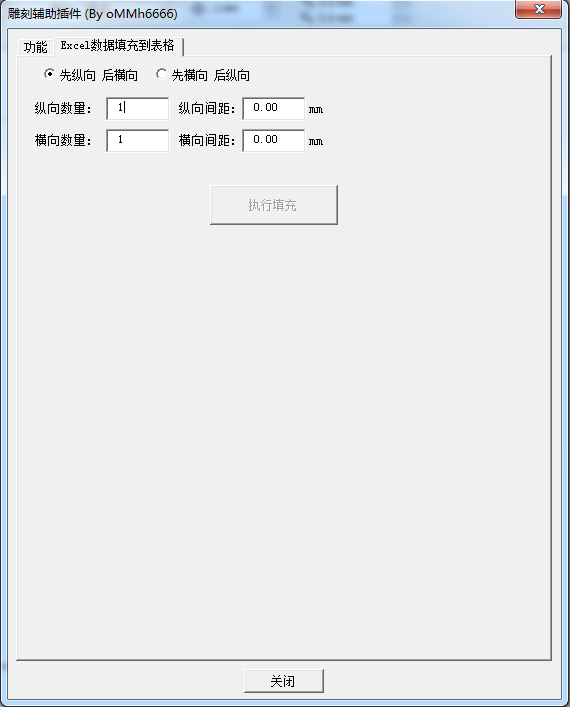 雕刻辅助插件 (By oMMh6666)
功能 Excel数据填充到表格
先纵向 后横向 先横向 后纵向
纵向数量： 1 纵向间距： 0.00 mm
横向数量： 1 横向间距： 0.00 mm
执行填充
关闭